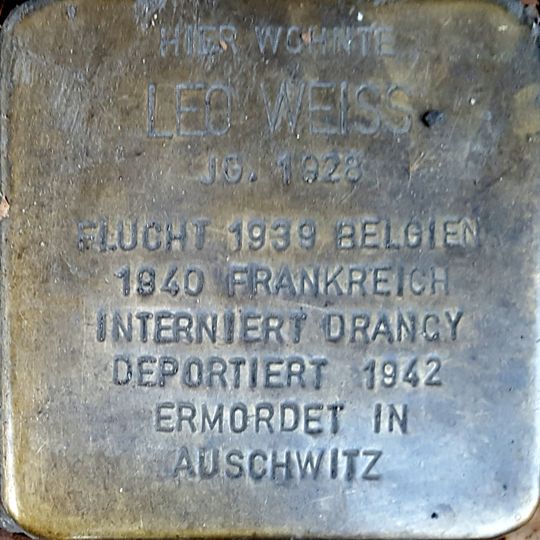 HIER WOHNTE
LEO WEISS
JG. 1928
FLUCHT 1939 BELGIEN
1940 FRANKREICH
INTERNIERT DRANCY
DEPORTIERT 1942
ERMORDET IN
AUSCHWITZ